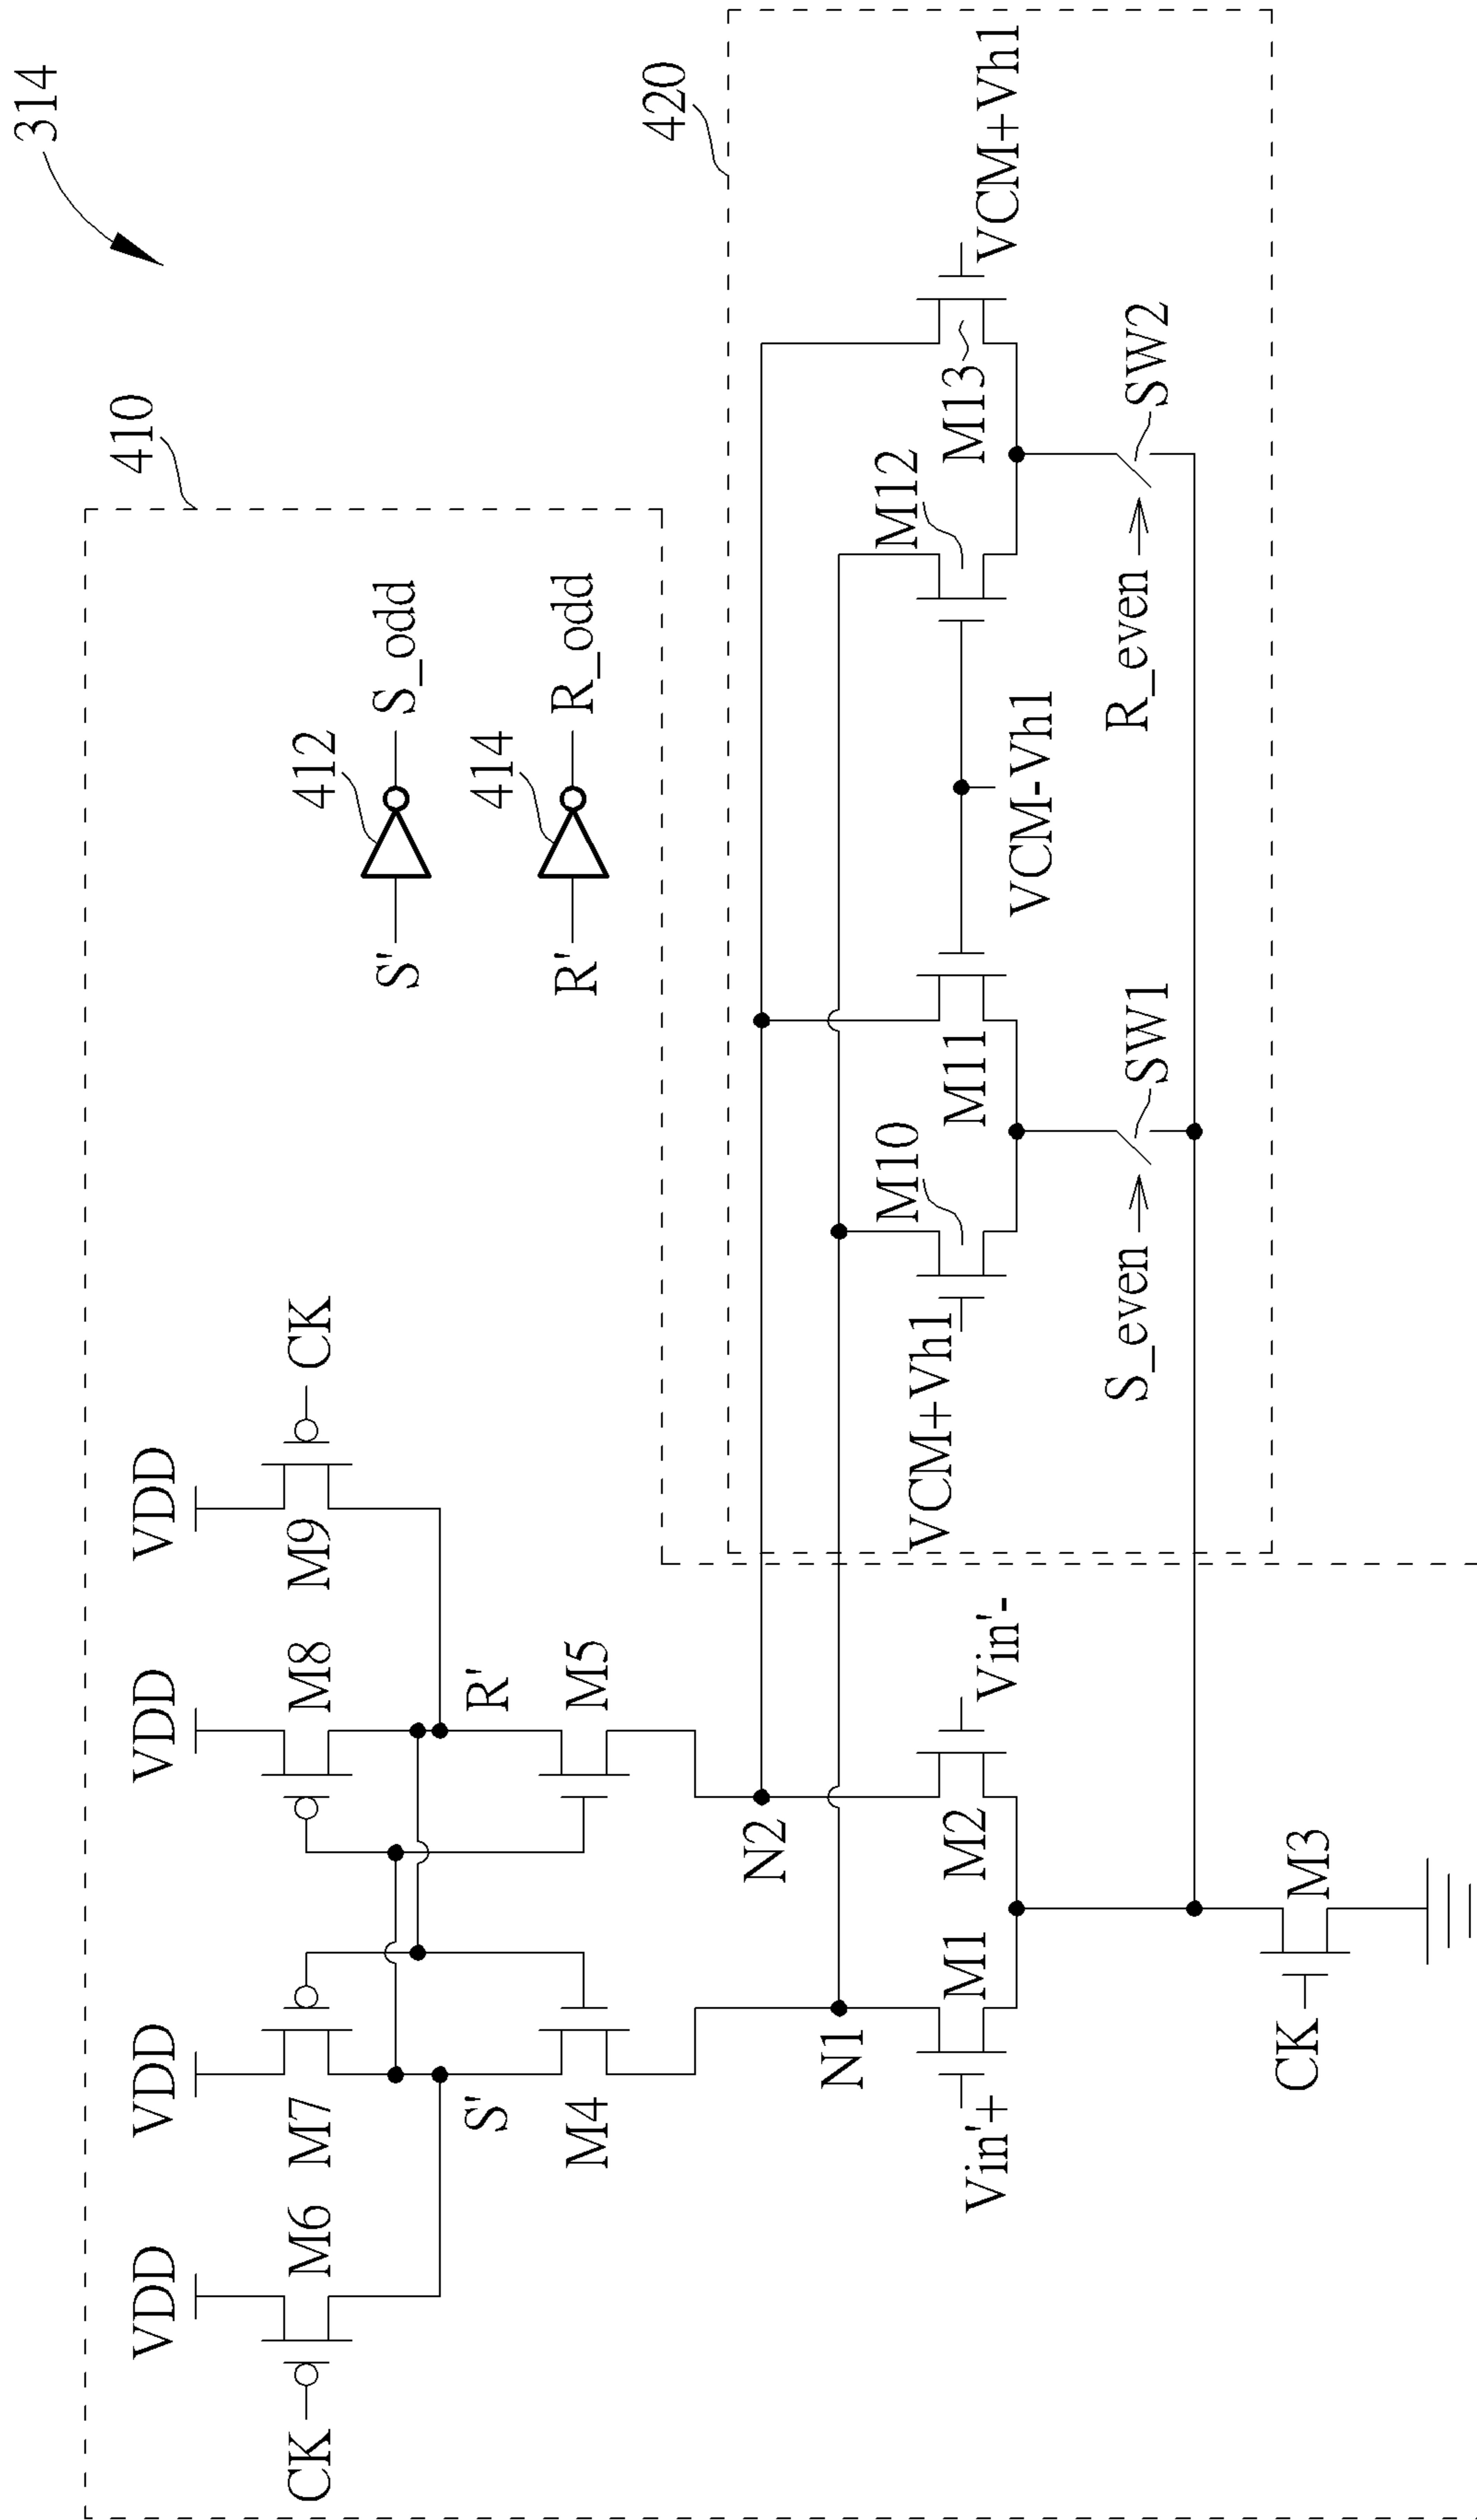 314
410
VDD
VDD
VDD
VDD
CK
M6
M7
M8
M9
CK
S'
R'
M4
M5
412
S'
S_odd
414
R'
R_odd
420
N2
N1
Vin'+
M1
M2
Vin'-
VCM+Vh1
M10
M11
M12
M13
VCM+Vh1
VCM-Vh1
S_even
SW1
R_even
SW2
CK
M3